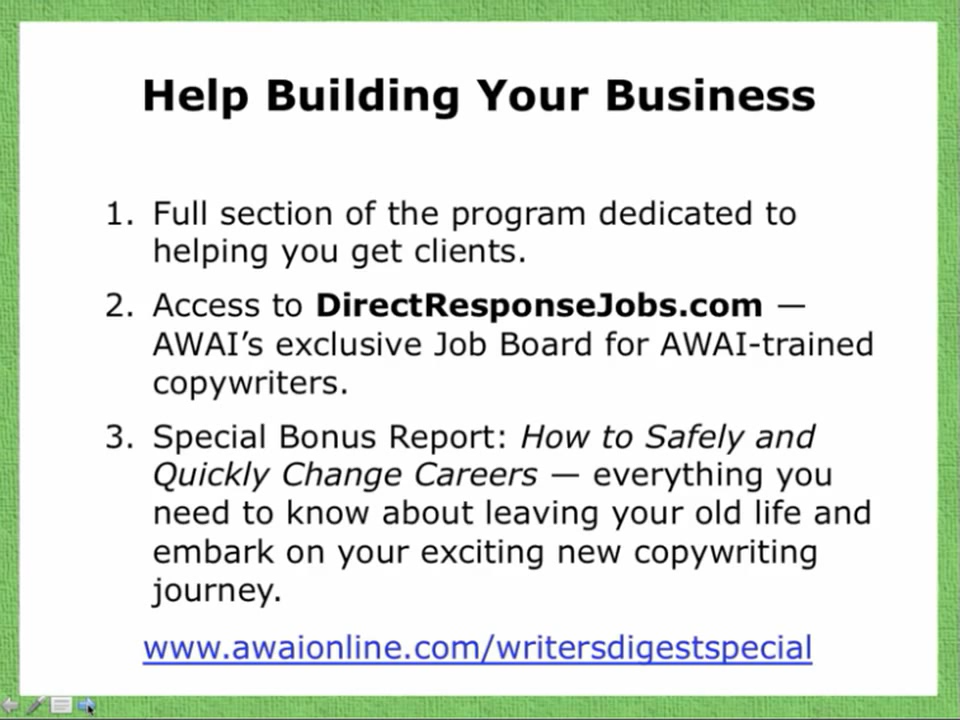 Help Building Your Business
1. Full section of the program dedicated to
helping you get clients.
2. Access to DirectResponseJobs.com —
AWAI’s exclusive Job Board for AWAI-trained
copywriters.
3. Special Bonus Report: How to Safely and
Quickly Change Careers — everything you
need to know about leaving your old life and
embark on your exciting new copywriting
journey.
www.awaionline.com/writersdigestspecial